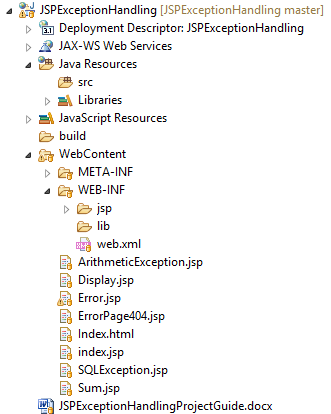 JSPExceptionHandling [JSPExceptionHandling master]
Deployment Descriptor: JSPExceptionHandling
JAX-WS Web Services
Java Resources
src
Libraries
JavaScript Resources
build
WebContent
META-INF
WEB-INF
jsp
lib
web.xml
ArithmeticException.jsp
Display.jsp
Error.jsp
ErrorPage404.jsp
Index.html
index.jsp
SQLException.jsp
Sum.jsp
JSPExceptionHandlingProjectGuide.docx